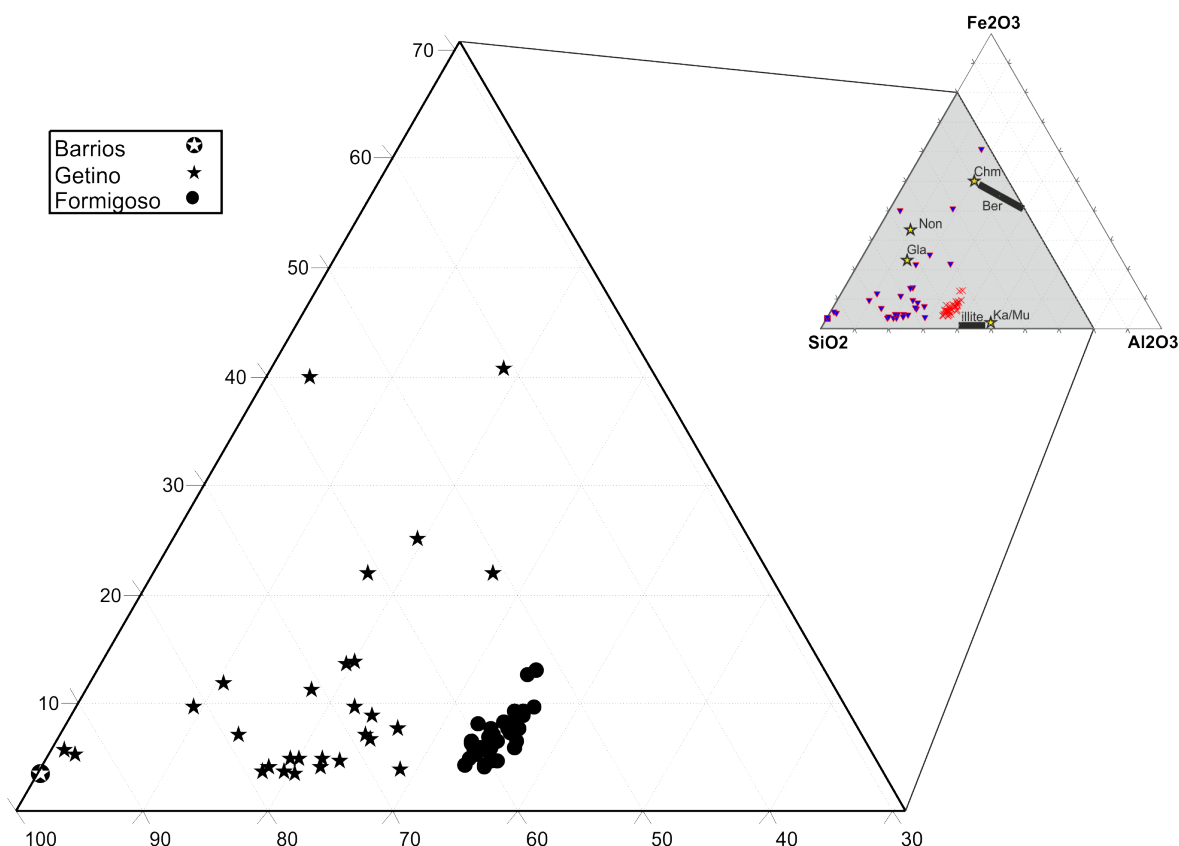 Fe2O3
70
Barrios
Getino
Formigoso
60
Chm
Ber
Non
Gla
50
illite
Ka/Mu
SiO2
Al2O3
40
30
20
10
100
90
80
70
60
50
40
30